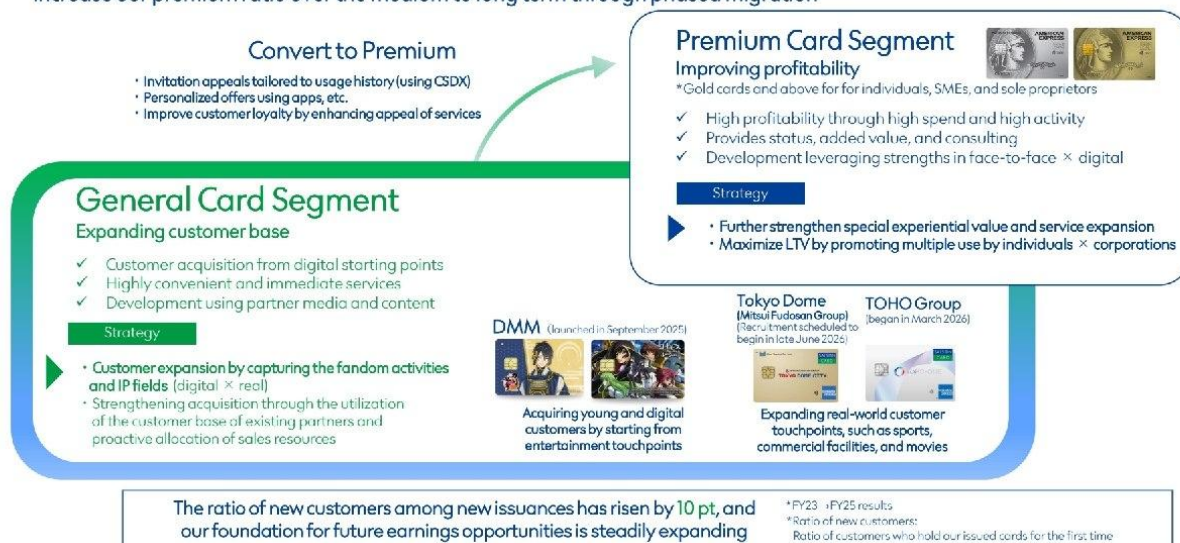 Convert to Premium
・Invitation appeals tailored to usage history (using CSDX)
・Personalized offers using apps, etc.
・Improve customer loyalty by enhancing appeal of services
Premium Card Segment
Improving profitability
*Gold cards and above for for individuals, SMEs, and sole proprietors
✓ High profitability through high spend and high activity
✓ Provides status, added value, and consulting
✓ Development leveraging strengths in face-to-face × digital
Strategy
・Further strengthen special experiential value and service expansion
・Maximize LTV by promoting multiple use by individuals × corporations
AMERICAN EXPRESS
AMERICAN EXPRESS
General Card Segment
Expanding customer base
✓ Customer acquisition from digital starting points
✓ Highly convenient and immediate services
✓ Development using partner media and content
Strategy
・Customer expansion by capturing the fandom activities
and IP fields (digital × real)
・Strengthening acquisition through the utilization
of the customer base of existing partners and
proactive allocation of sales resources
DMM (launched in September 2025)
Acquiring young and digital
customers by starting from
entertainment touchpoints
Tokyo Dome
(Mitsui Fudosan Group)
(Recruitment scheduled to
begin in late June 2026)
TOKYO DOME CITY
TOHO Group
(began in March 2026)
Expanding real-world customer
touchpoints, such as sports,
commercial facilities, and movies
The ratio of new customers among new issuances has risen by 10 pt, and
our foundation for future earnings opportunities is steadily expanding
*FY23→FY25 results
*Ratio of new customers:
Ratio of customers who hold our issued cards for the first time